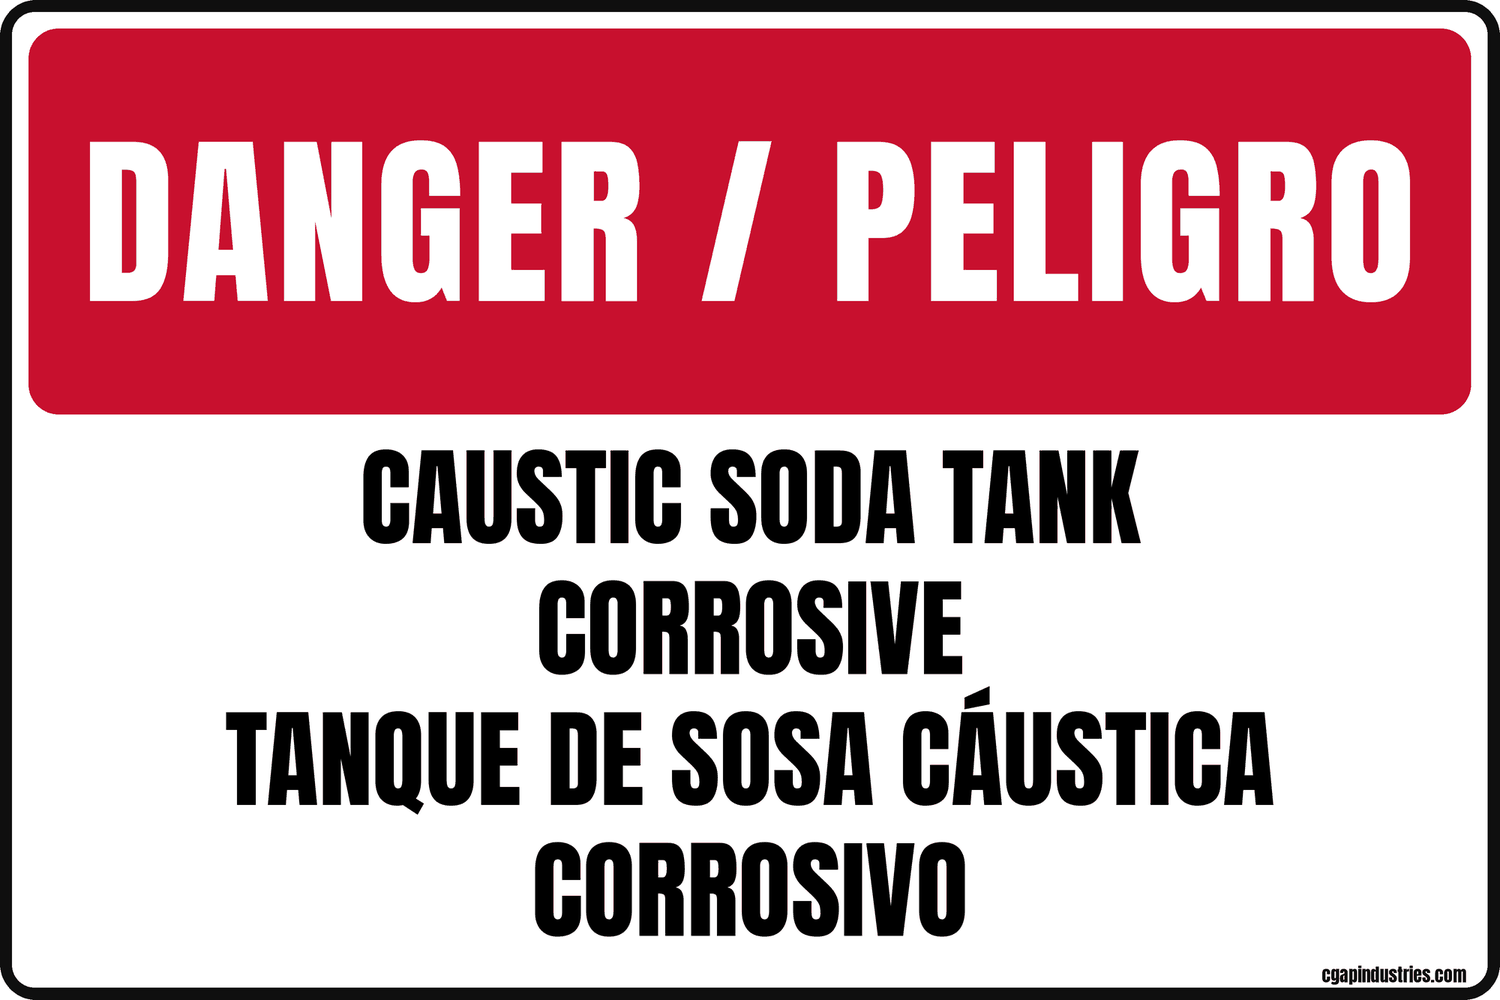 DANGER / PELIGRO
CAUSTIC SODA TANK
CORROSIVE
TANQUE DE SOSA CÁUSTICA
CORROSIVO
cgapindustries.com